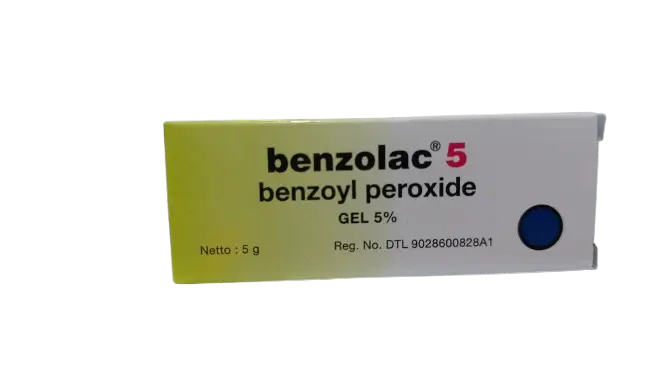 benzolac® 5
benzoyl peroxide
GEL 5%
Netto : 5 g
Reg. No. DTL 9028600828A1